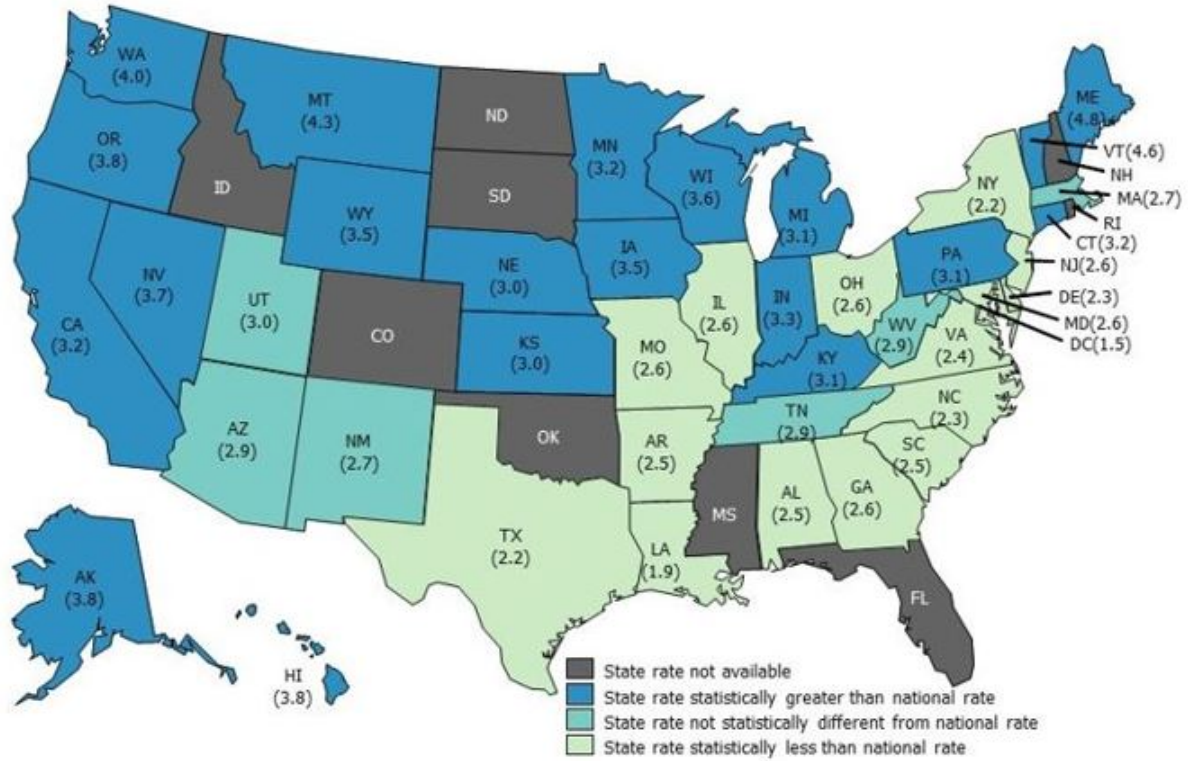 WA
(4.0)
MT
(4.3)
ND
ME
(4.8)
OR
(3.8)
MN
(3.2)
VT(4.6)
ID
SD
WI
(3.6)
NH
NY
(2.2)
MA(2.7)
WY
(3.5)
MI
(3.1)
RI
CT(3.2)
NV
(3.7)
NE
(3.0)
IA
(3.5)
PA
(3.1)
NJ(2.6)
UT
(3.0)
IL
(2.6)
IN
(3.3)
OH
(2.6)
DE(2.3)
CA
(3.2)
CO
KS
(3.0)
MO
(2.6)
WV
(2.9)
VA
(2.4)
MD(2.6)
DC(1.5)
KY
(3.1)
AZ
(2.9)
NM
(2.7)
OK
AR
(2.5)
TN
(2.9)
NC
(2.3)
SC
(2.5)
TX
(2.2)
LA
(1.9)
MS
AL
(2.5)
GA
(2.6)
FL
AK
(3.8)
HI
(3.8)
State rate not available
State rate statistically greater than national rate
State rate not statistically different from national rate
State rate statistically less than national rate